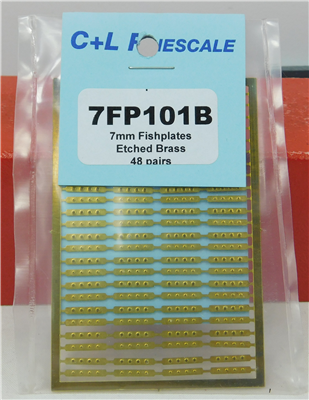 C+L FINESCALE
7FP101B
7mm Fishplates
Etched Brass
48 pairs